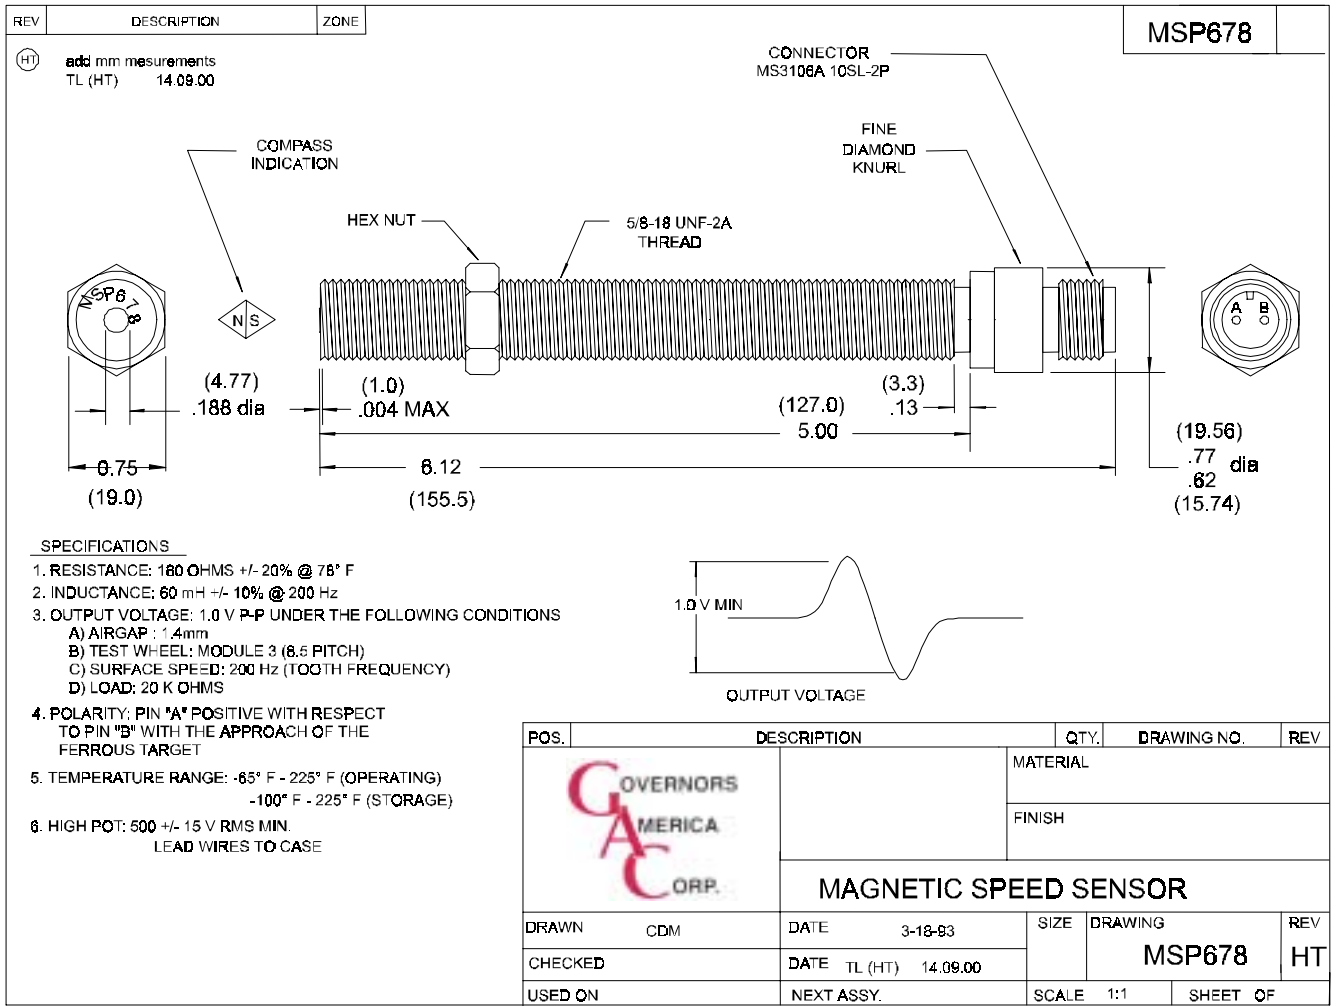 REV DESCRIPTION ZONE
HT add mm mesurements
TL (HT) 14.09.00
MSP678
CONNECTOR
MS3106A 10SL-2P
FINE
DIAMOND
KNURL
COMPASS
INDICATION
HEX NUT
5/8-18 UNF-2A
THREAD
MSP678
N S
A B
(4.77)
.188 dia
(1.0)
.004 MAX
(3.3)
.13
(127.0)
5.00
0.75
(19.0)
6.12
(155.5)
(19.56)
.77
.62
(15.74)
dia
SPECIFICATIONS
1. RESISTANCE: 180 OHMS +/- 20% @ 78° F
2. INDUCTANCE: 60 mH +/- 10% @ 200 Hz
3. OUTPUT VOLTAGE: 1.0 V P-P UNDER THE FOLLOWING CONDITIONS
A) AIRGAP : 1.4mm
B) TEST WHEEL: MODULE 3 (8.5 PITCH)
C) SURFACE SPEED: 200 Hz (TOOTH FREQUENCY)
D) LOAD: 20 K OHMS
4. POLARITY: PIN "A" POSITIVE WITH RESPECT
TO PIN "B" WITH THE APPROACH OF THE
FERROUS TARGET
5. TEMPERATURE RANGE: -65° F - 225° F (OPERATING)
-100° F - 225° F (STORAGE)
6. HIGH POT: 500 +/- 15 V RMS MIN.
LEAD WIRES TO CASE
1.0 V MIN
OUTPUT VOLTAGE
POS. DESCRIPTION QTY. DRAWING NO. REV
GOVERNORS
AMERICA
CORP.
MATERIAL
FINISH
MAGNETIC SPEED SENSOR
DRAWN CDM DATE 3-18-93 SIZE DRAWING REV
MSP678 HT
CHECKED DATE TL (HT) 14.09.00
USED ON NEXT ASSY. SCALE 1:1 SHEET OF